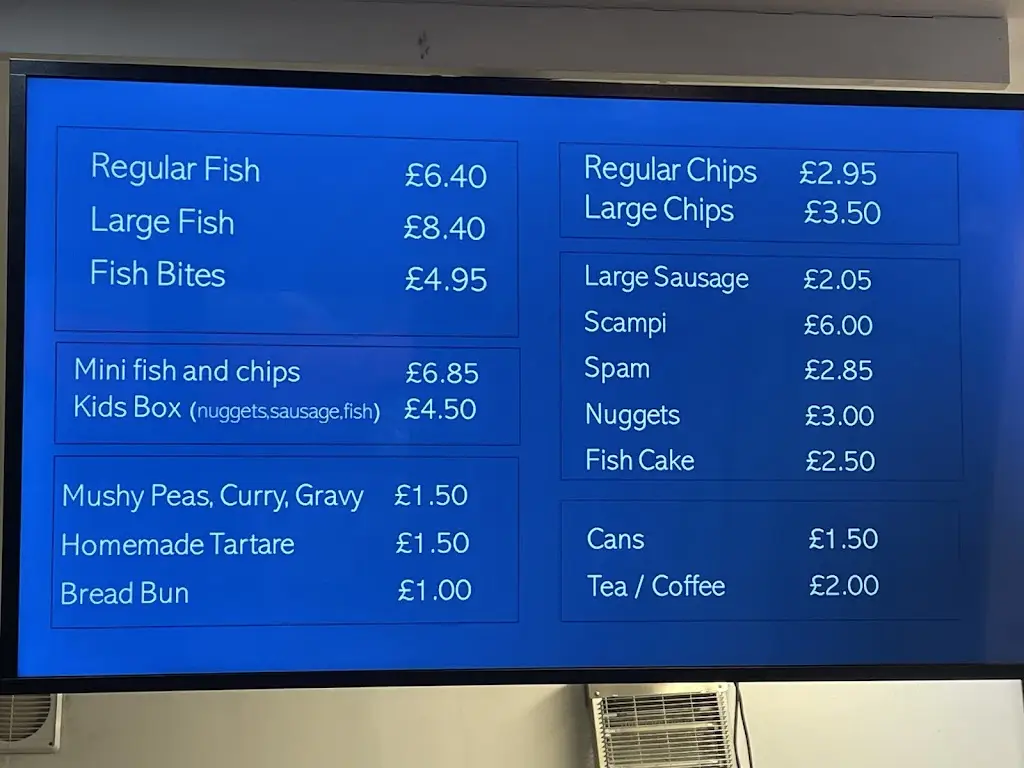 Regular Fish £6.40
Large Fish £8.40
Fish Bites £4.95
Mini fish and chips £6.85
Kids Box (nuggets,sausage,fish) £4.50
Mushy Peas, Curry, Gravy £1.50
Homemade Tartare £1.50
Bread Bun £1.00
Regular Chips £2.95
Large Chips £3.50
Large Sausage £2.05
Scampi £6.00
Spam £2.85
Nuggets £3.00
Fish Cake £2.50
Cans £1.50
Tea / Coffee £2.00